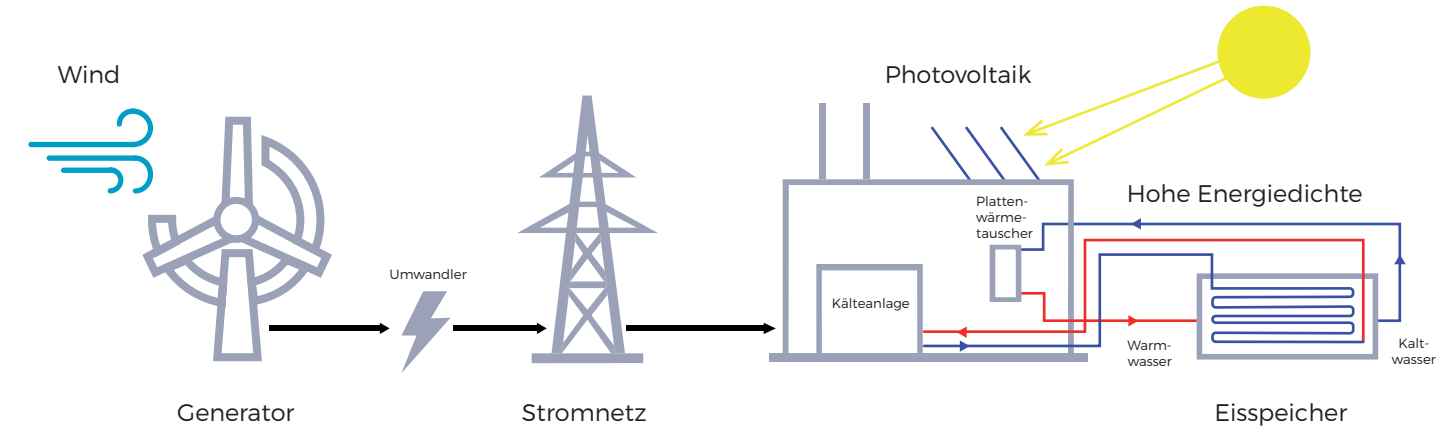 Wind
Photovoltaik
Hohe Energiedichte
Platten-
wärme-
tauscher
Umwandler
Kälteanlage
Warm-
wasser
Kalt-
wasser
Generator
Stromnetz
Eisspeicher